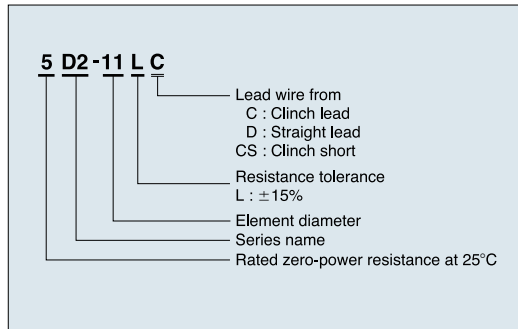 5 D2-11 L C
Lead wire from
C : Clinch lead
D : Straight lead
CS : Clinch short
Resistance tolerance
L : ±15%
Element diameter
Series name
Rated zero-power resistance at 25°C